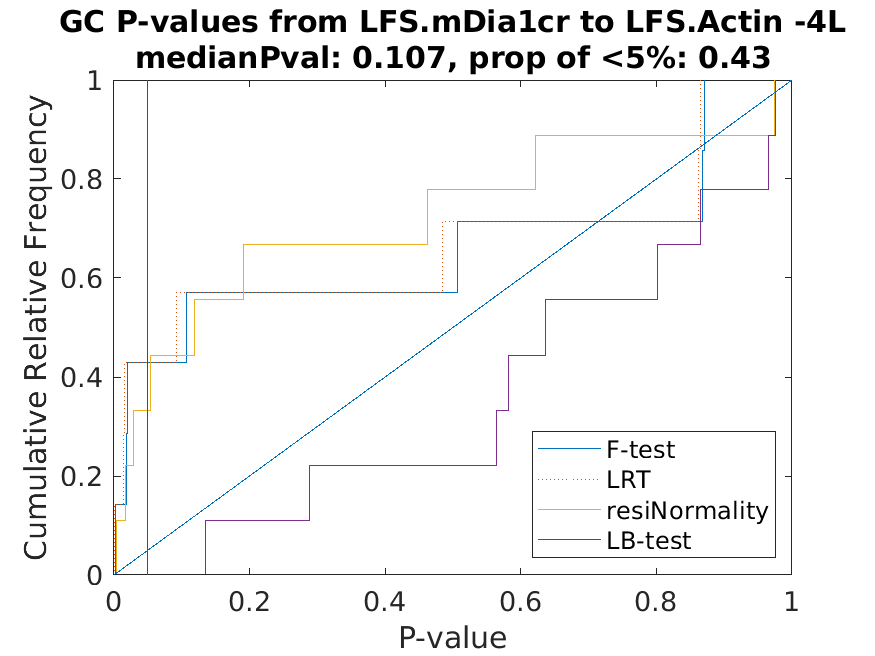 GC P-values from LFS.mDia1cr to LFS.Actin -4L
medianPval: 0.107, prop of <5%: 0.43
Cumulative Relative Frequency
1
0.8
0.6
0.4
0.2
0
F-test
LRT
resiNormality
LB-test
0 0.2 0.4 0.6 0.8 1
P-value